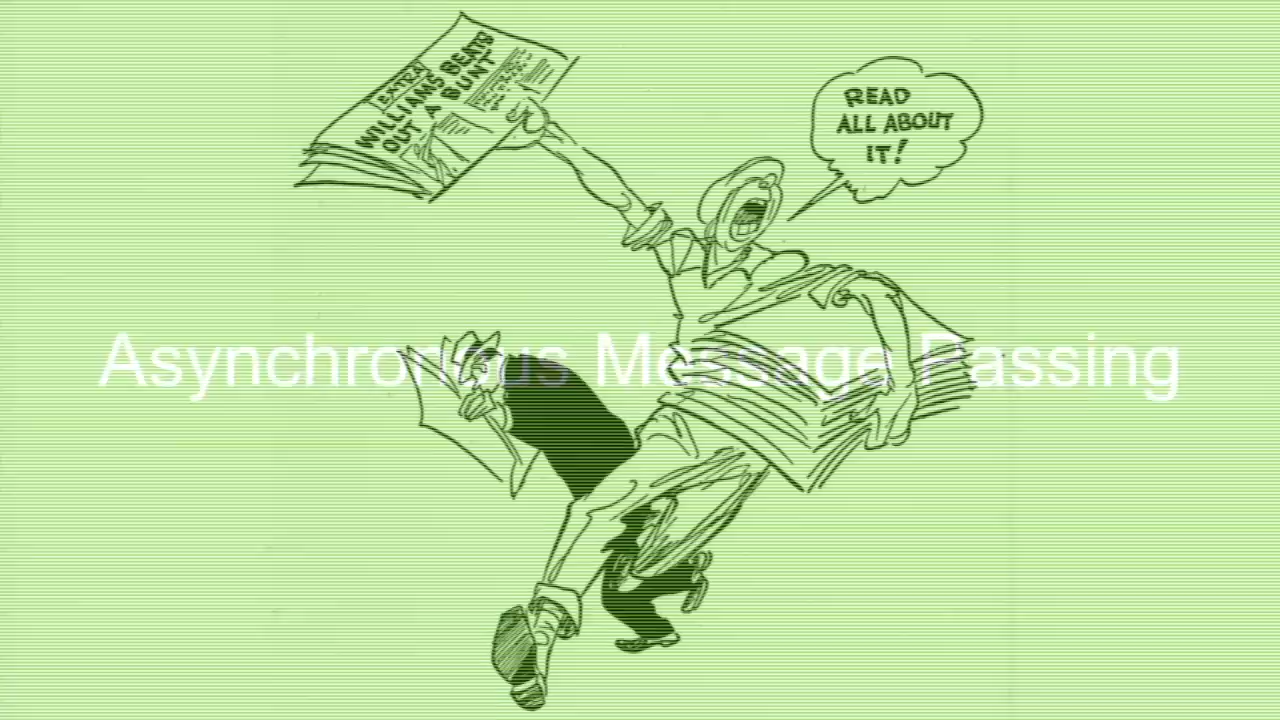 EXTRA
WILLIAMS BEATS
OUT A BUNT
READ
ALL ABOUT
IT!
Asynchronous Message Passing